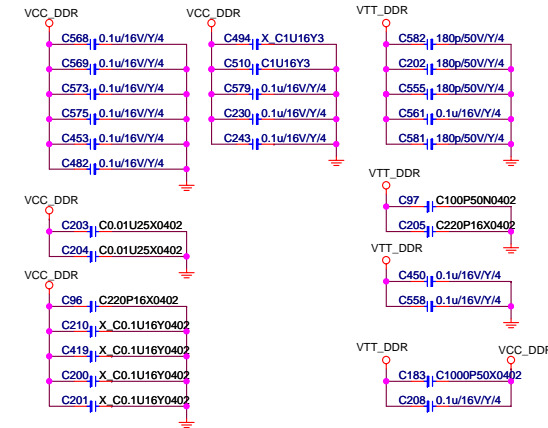 VCC_DDR
C568 0.1u/16V/Y/4
C569 0.1u/16V/Y/4
C573 0.1u/16V/Y/4
C575 0.1u/16V/Y/4
C453 0.1u/16V/Y/4
C482 0.1u/16V/Y/4
VCC_DDR
C494 X_C1U16Y3
C510 C1U16Y3
C579 0.1u/16V/Y/4
C230 0.1u/16V/Y/4
C243 0.1u/16V/Y/4
VTT_DDR
C582 180p/50V/Y/4
C202 180p/50V/Y/4
C555 180p/50V/Y/4
C561 0.1u/16V/Y/4
C581 180p/50V/Y/4
VCC_DDR
C203 C0.01U25X0402
C204 C0.01U25X0402
VTT_DDR
C97 C100P50N0402
C205 C220P16X0402
VCC_DDR
C96 C220P16X0402
C210 X_C0.1U16Y0402
C419 X_C0.1U16Y0402
C200 X_C0.1U16Y0402
C201 X_C0.1U16Y0402
VTT_DDR
C450 0.1u/16V/Y/4
C558 0.1u/16V/Y/4
VTT_DDR
VCC_DDR
C183 C1000P50X0402
C208 0.1u/16V/Y/4